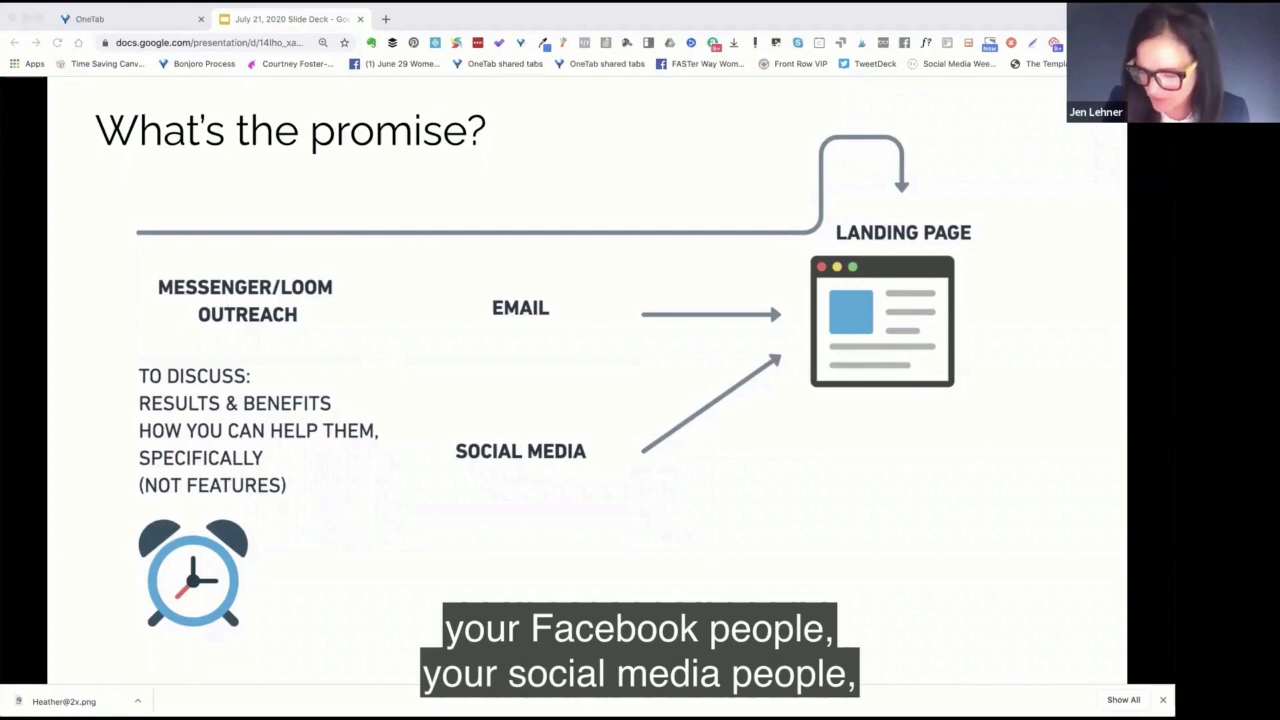 OneTab
July 21, 2020 Slide Deck - Go
docs.google.com/presentation/d/14lho_xa...
Apps
Time Saving Canv...
Bonjoro Process
Courtney Foster-...
(1) June 29 Wome...
OneTab shared tabs
OneTab shared tabs
FASTer Way Wom...
Front Row VIP
TweetDeck
Social Media Wee...
The Templ
Jen Lehner
What's the promise?
LANDING PAGE
MESSENGER/LOOM
OUTREACH
EMAIL
TO DISCUSS:
RESULTS & BENEFITS
HOW YOU CAN HELP THEM,
SPECIFICALLY
(NOT FEATURES)
SOCIAL MEDIA
your Facebook people,
your social media people,
Heather@2x.png
Show All